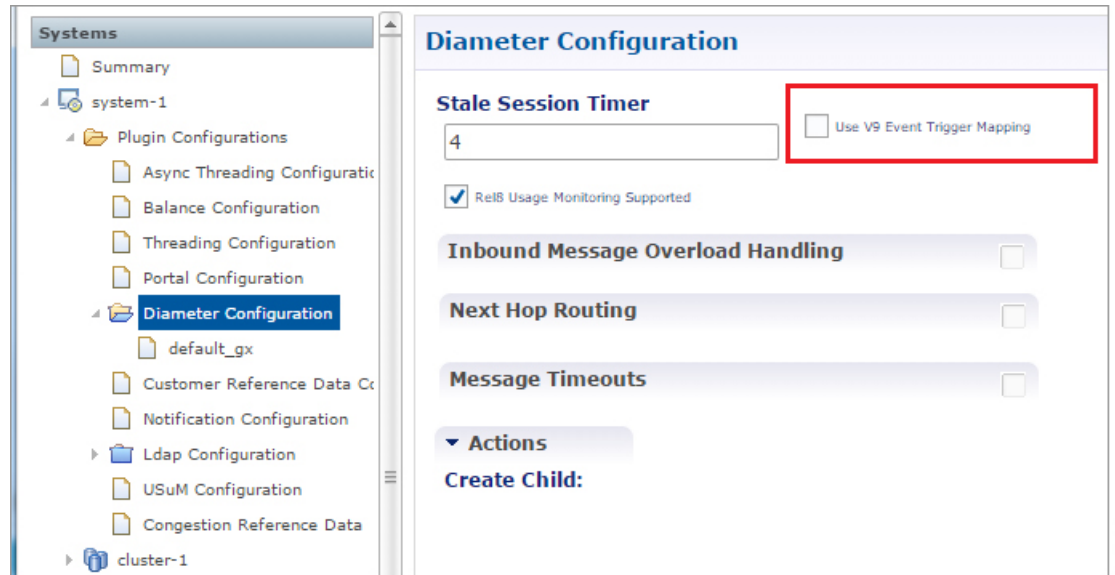 Systems
Summary
system-1
Plugin Configurations
Async Threading Configuratic
Balance Configuration
Threading Configuration
Portal Configuration
Diameter Configuration
default_gx
Customer Reference Data Co
Notification Configuration
Ldap Configuration
USuM Configuration
Congestion Reference Data
cluster-1
Diameter Configuration
Stale Session Timer
4
Use V9 Event Trigger Mapping
Rel8 Usage Monitoring Supported
Inbound Message Overload Handling
Next Hop Routing
Message Timeouts
Actions
Create Child: